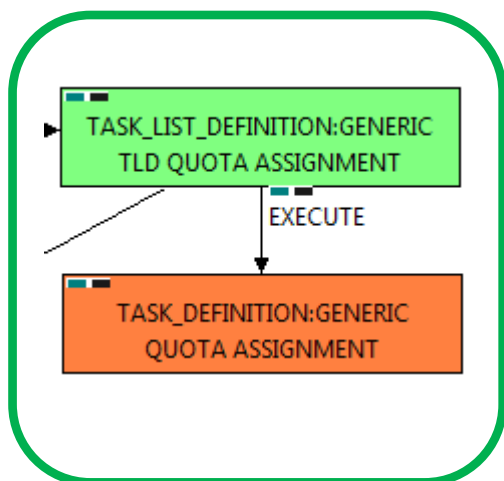 TASK_LIST_DEFINITION:GENERIC
TLD QUOTA ASSIGNMENT
EXECUTE
TASK_DEFINITION:GENERIC
QUOTA ASSIGNMENT